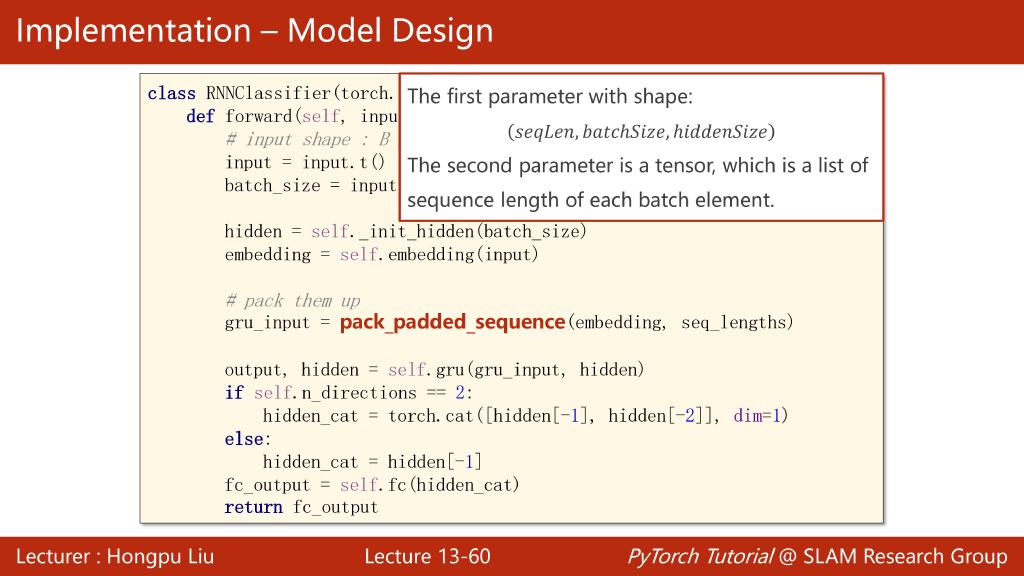 Implementation – Model Design
class RNNClassifier(torch.
def forward(self, inpu
# input shape : B
input = input.t()
batch_size = input
The first parameter with shape:
(seqLen, batchSize, hiddenSize)
The second parameter is a tensor, which is a list of
sequence length of each batch element.
hidden = self._init_hidden(batch_size)
embedding = self.embedding(input)
# pack them up
gru_input = pack_padded_sequence(embedding, seq_lengths)
output, hidden = self.gru(gru_input, hidden)
if self.n_directions == 2:
hidden_cat = torch.cat([hidden[-1], hidden[-2]], dim=1)
else:
hidden_cat = hidden[-1]
fc_output = self.fc(hidden_cat)
return fc_output
Lecturer : Hongpu Liu
Lecture 13-60
PyTorch Tutorial @ SLAM Research Group